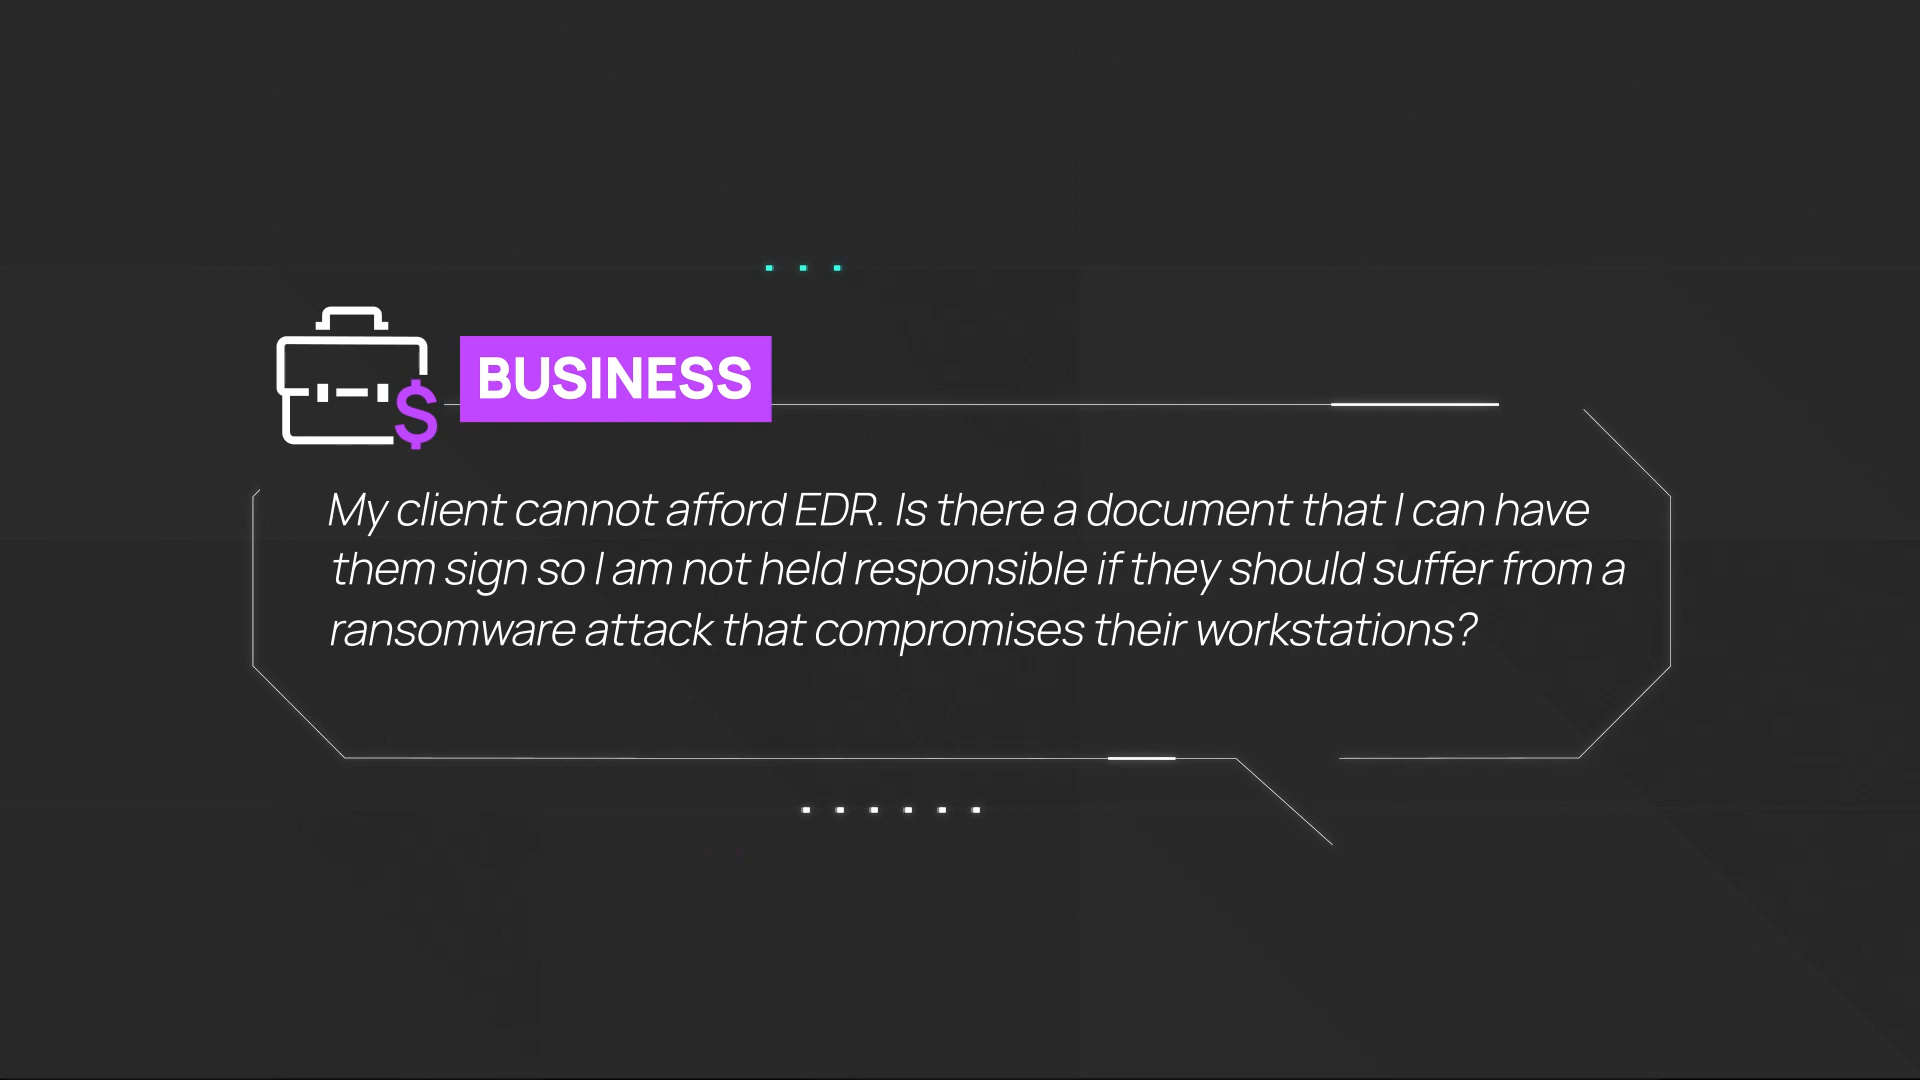 BUSINESS
My client cannot afford EDR. Is there a document that I can have
them sign so I am not held responsible if they should suffer from a
ransomware attack that compromises their workstations?